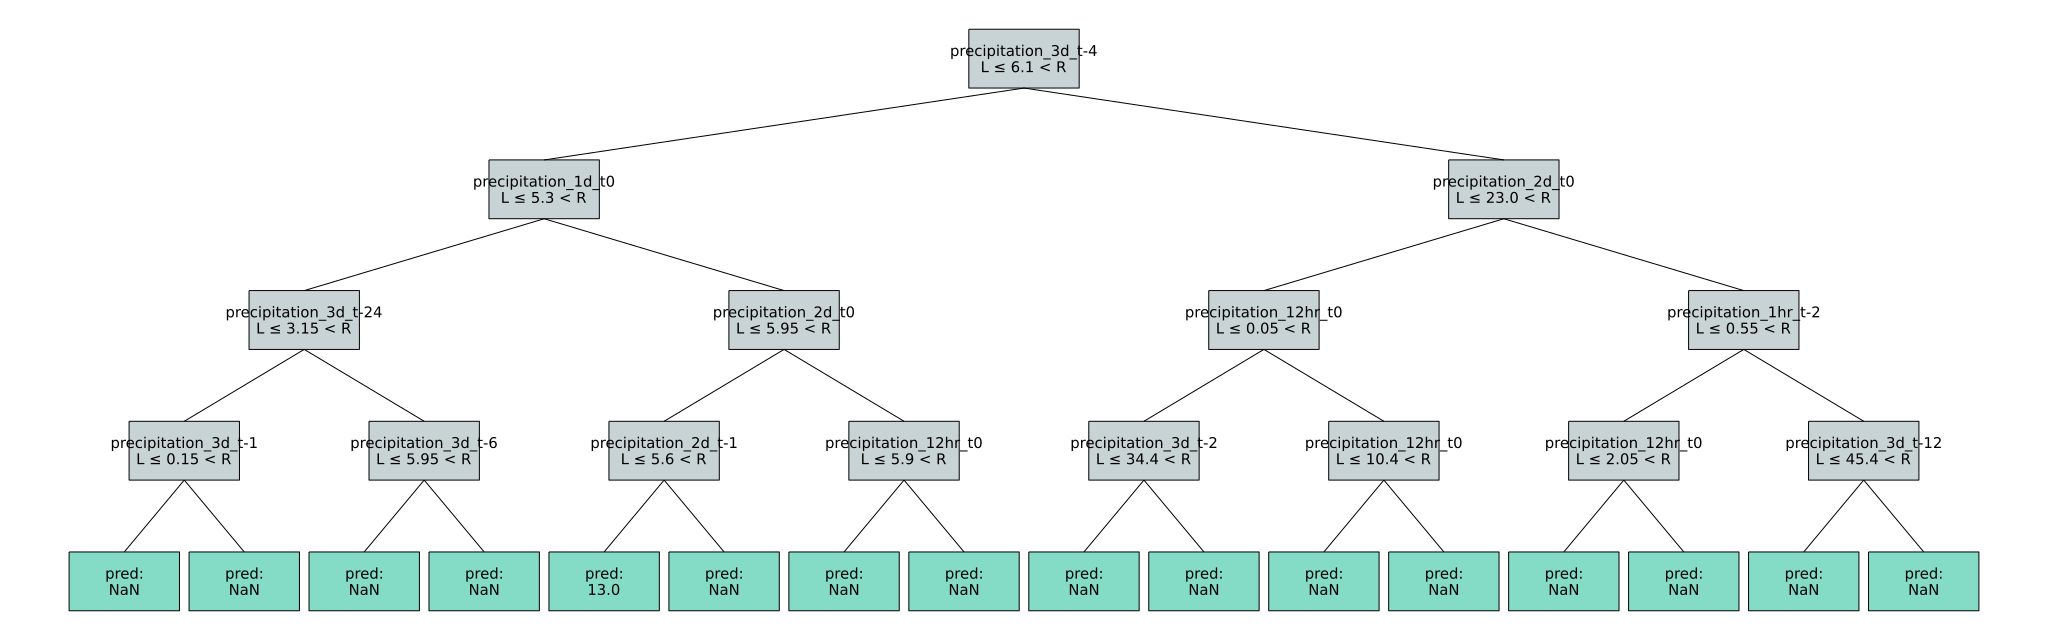 precipitation_3d_t-4
L ≤ 6.1 < R
precipitation_1d_t0
L ≤ 5.3 < R
precipitation_2d_t0
L ≤ 23.0 < R
precipitation_3d_t-24
L ≤ 3.15 < R
precipitation_2d_t0
L ≤ 5.95 < R
precipitation_12hr_t0
L ≤ 0.05 < R
precipitation_1hr_t-2
L ≤ 0.55 < R
precipitation_3d_t-1
L ≤ 0.15 < R
precipitation_3d_t-6
L ≤ 5.95 < R
precipitation_2d_t-1
L ≤ 5.6 < R
precipitation_12hr_t0
L ≤ 5.9 < R
precipitation_3d_t-2
L ≤ 34.4 < R
precipitation_12hr_t0
L ≤ 10.4 < R
precipitation_12hr_t0
L ≤ 2.05 < R
precipitation_3d_t-12
L ≤ 45.4 < R
pred:
NaN
pred:
NaN
pred:
NaN
pred:
NaN
pred:
13.0
pred:
NaN
pred:
NaN
pred:
NaN
pred:
NaN
pred:
NaN
pred:
NaN
pred:
NaN
pred:
NaN
pred:
NaN
pred:
NaN
pred:
NaN